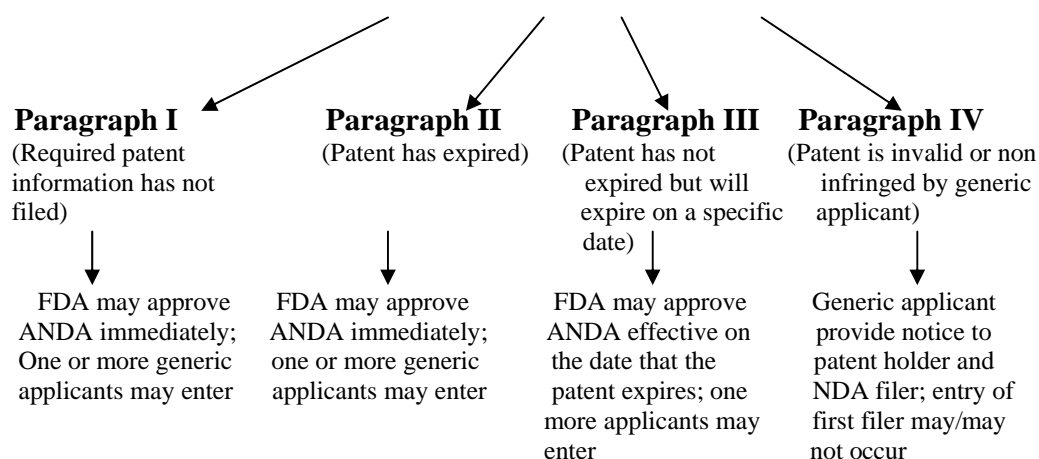 Paragraph I
(Required patent
information has not
filed)
FDA may approve
ANDA immediately;
One or more generic
applicants may enter
Paragraph II
(Patent has expired)
FDA may approve
ANDA immediately;
one or more generic
applicants may enter
Paragraph III
(Patent has not
expired but will
expire on a specific
date)
FDA may approve
ANDA effective on
the date that the
patent expires; one
more applicants may
enter
Paragraph IV
(Patent is invalid or non
infringed by generic
applicant)
Generic applicant
provide notice to
patent holder and
NDA filer; entry of
first filer may/may
not occur